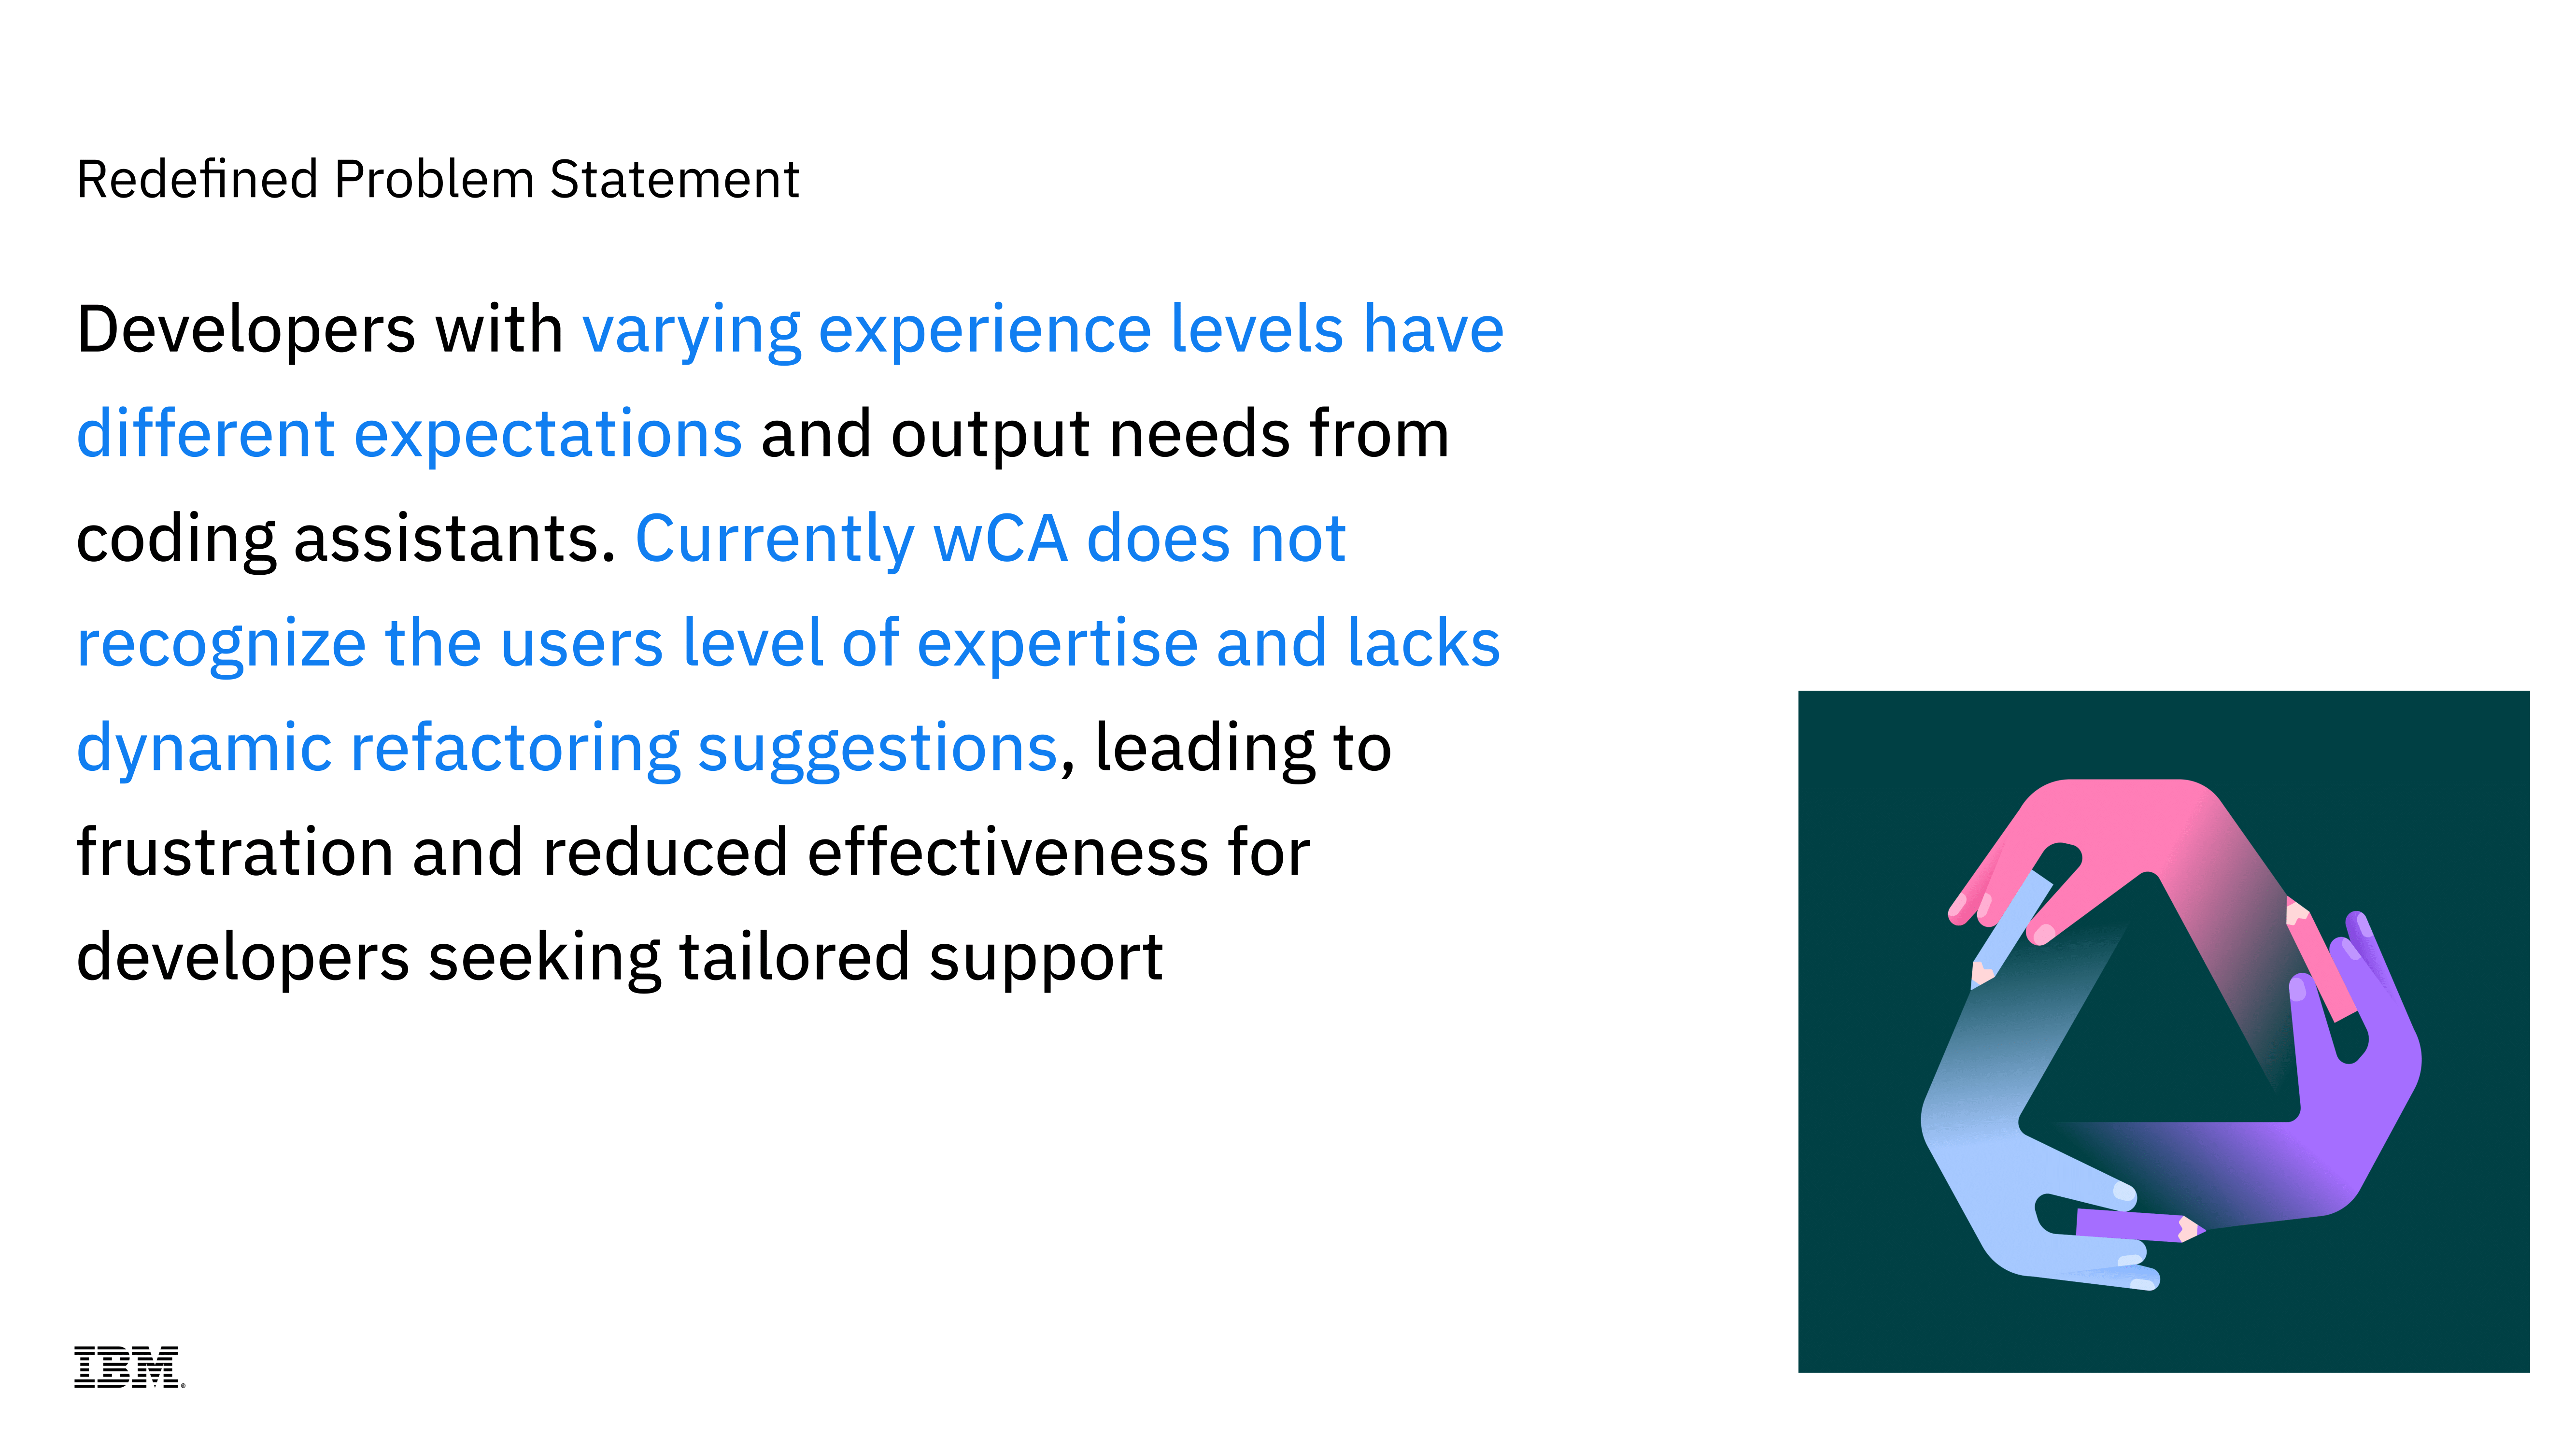 Redefined Problem Statement
Developers with varying experience levels have
different expectations and output needs from
coding assistants. Currently wCA does not
recognize the users level of expertise and lacks
dynamic refactoring suggestions, leading to
frustration and reduced effectiveness for
developers seeking tailored support
IBM®